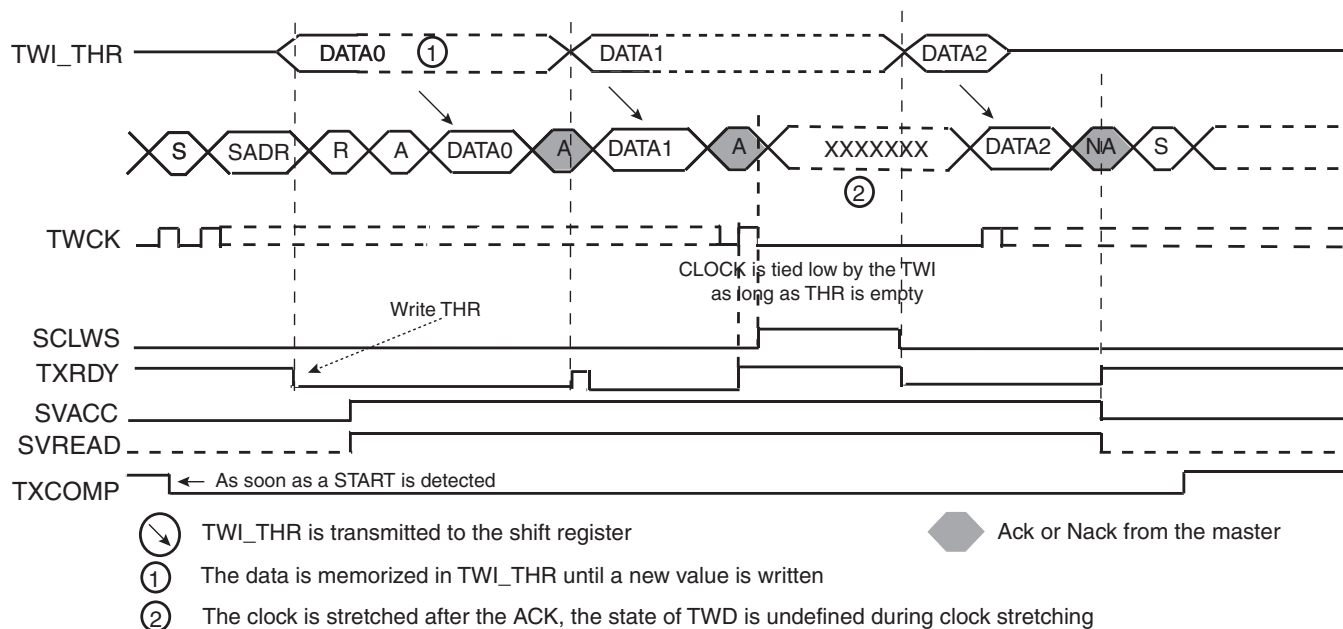 TWI_THR DATA0 1 DATA1 DATA2
S SADR R A DATA0 A DATA1 A XXXXXXX DATA2 NA S
2
TWCK
CLOCK is tied low by the TWI
as long as THR is empty
Write THR
SCLWS
TXRDY
SVACC
SVREAD
TXCOMP As soon as a START is detected
TWI_THR is transmitted to the shift register Ack or Nack from the master
1 The data is memorized in TWI_THR until a new value is written
2 The clock is stretched after the ACK, the state of TWD is undefined during clock stretching